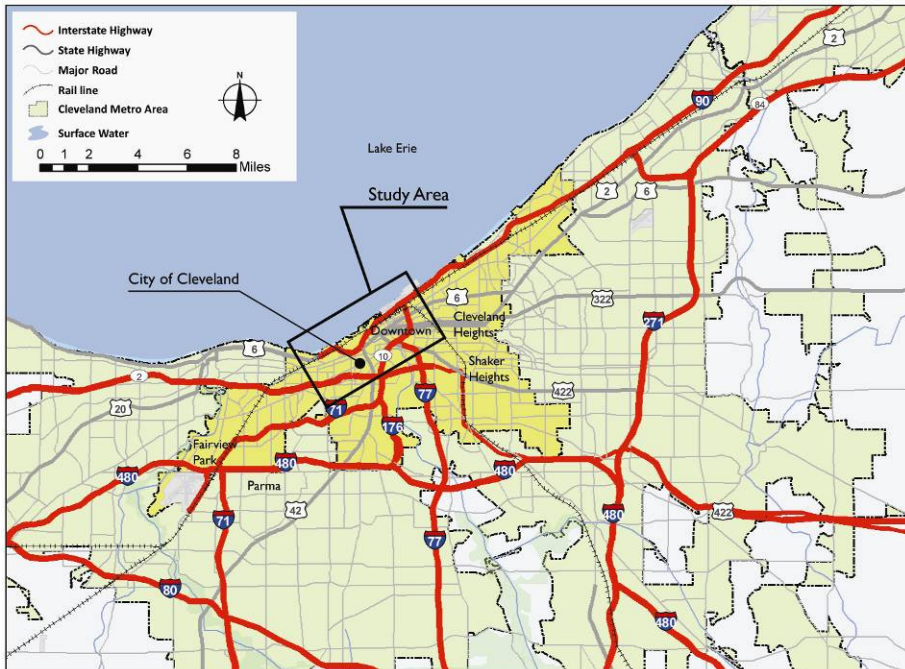 Interstate Highway
State Highway
Major Road
Rail line
Cleveland Metro Area
Surface Water
N
0 2 4 6 8
Miles
Lake Erie
Study Area
City of Cleveland
2
90
84
2
6
6
322
Cleveland
Heights
Downtown
271
6
10
Shaker
Heights
2
422
20
71
77
176
Fairview
Park
480
480
480
Parma
42
71
77
480
422
80
480